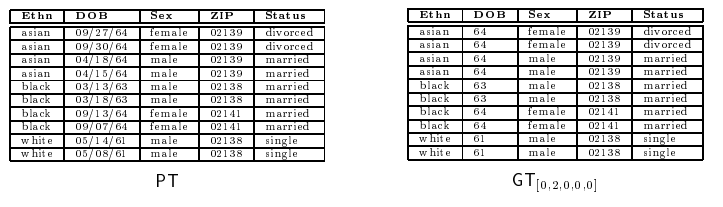 Ethn DOB Sex ZIP Status
asian 09/27/64 female 02139 divorced
asian 09/30/64 female 02139 divorced
asian 04/18/64 male 02139 married
asian 04/15/64 male 02139 married
black 03/13/63 male 02138 married
black 03/18/63 male 02138 married
black 09/13/64 female 02141 married
black 09/07/64 female 02141 married
white 05/14/61 male 02138 single
white 05/08/61 male 02138 single
PT
Ethn DOB Sex ZIP Status
asian 64 female 02139 divorced
asian 64 female 02139 divorced
asian 64 male 02139 married
asian 64 male 02139 married
black 63 male 02138 married
black 63 male 02138 married
black 64 female 02141 married
black 64 female 02141 married
white 61 male 02138 single
white 61 male 02138 single
GT[0,2,0,0,0]